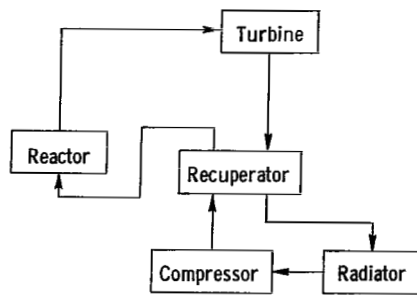 Turbine
Reactor
Recuperator
Compressor
Radiator